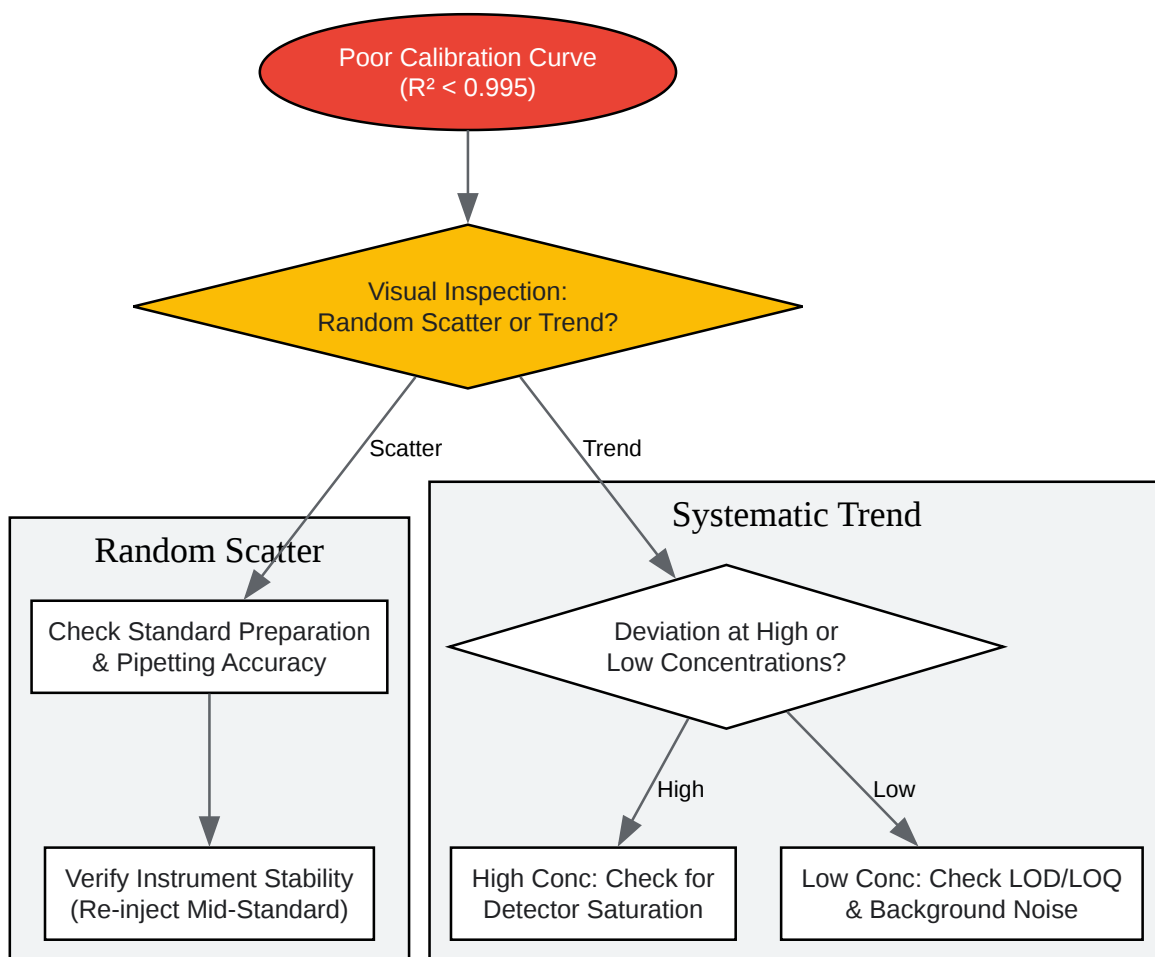 Poor Calibration Curve
(R² < 0.995)
Visual Inspection:
Random Scatter or Trend?
Scatter
Trend
Random Scatter
Check Standard Preparation
& Pipetting Accuracy
Verify Instrument Stability
(Re-inject Mid-Standard)
Systematic Trend
Deviation at High or
Low Concentrations?
High
Low
High Conc: Check for
Detector Saturation
Low Conc: Check LOD/LOQ
& Background Noise